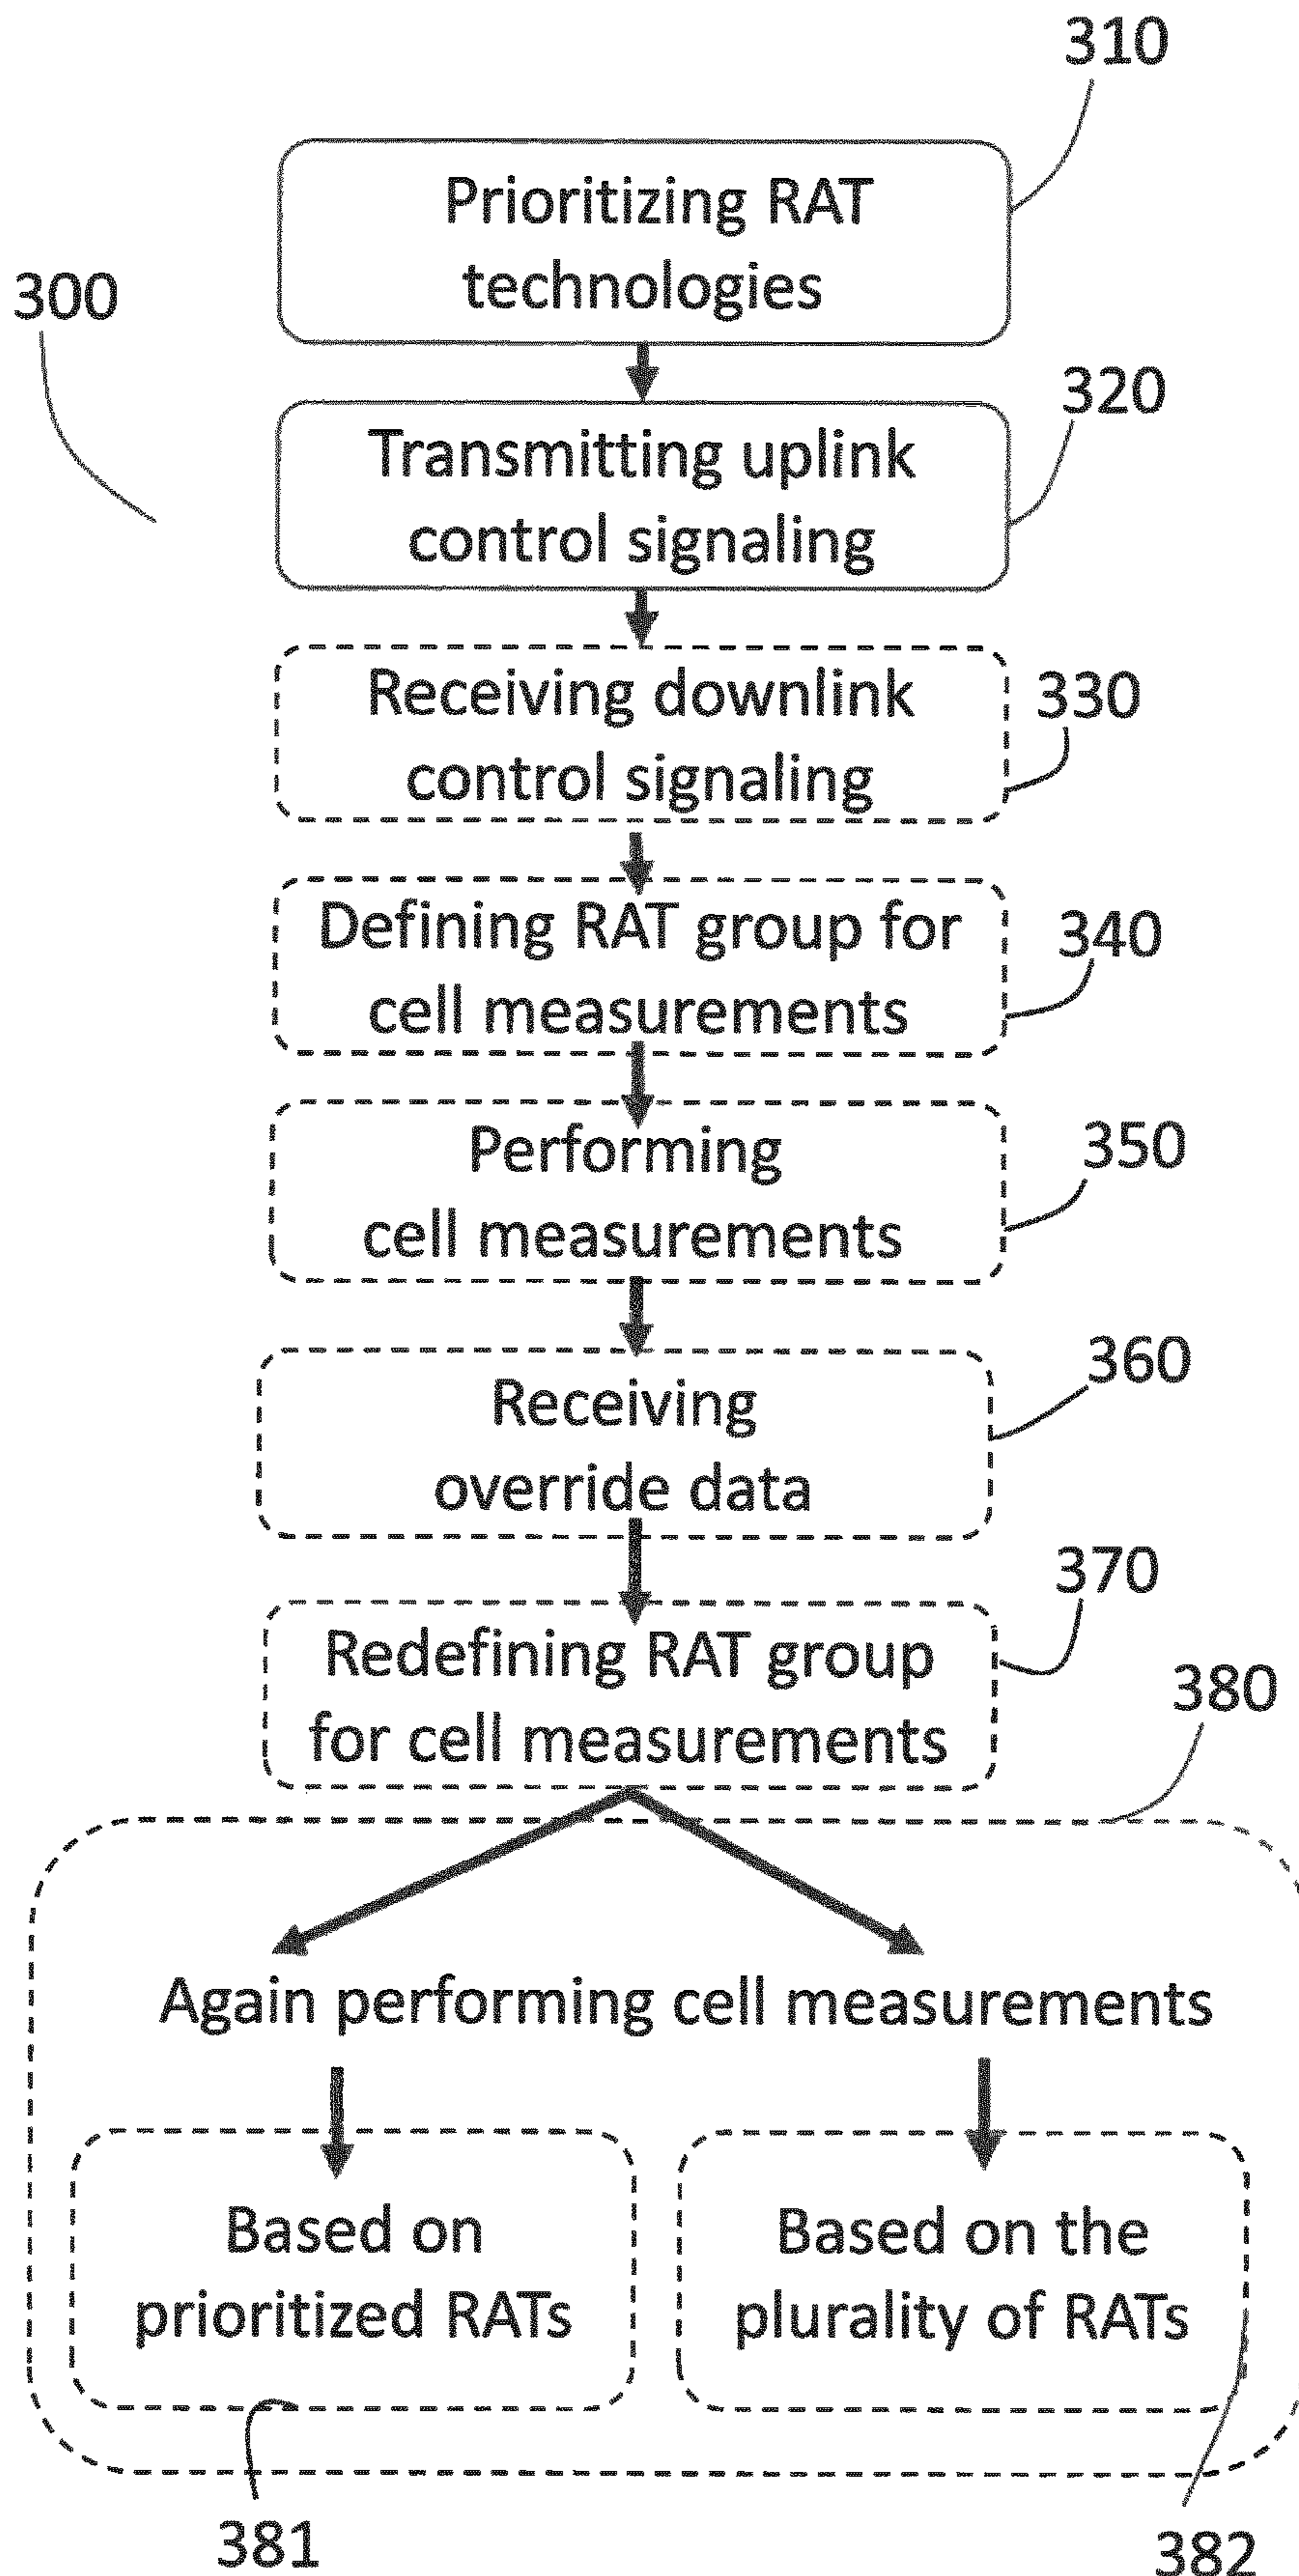 310
Prioritizing RAT
technologies
300
320
Transmitting uplink
control signaling
Receiving downlink
control signaling
330
Defining RAT group for
cell measurements
340
Performing
cell measurements
350
360
Receiving
override data
370
Redefining RAT group
for cell measurements
380
Again performing cell measurements
Based on
prioritized RATs
Based on the
plurality of RATs
381
382